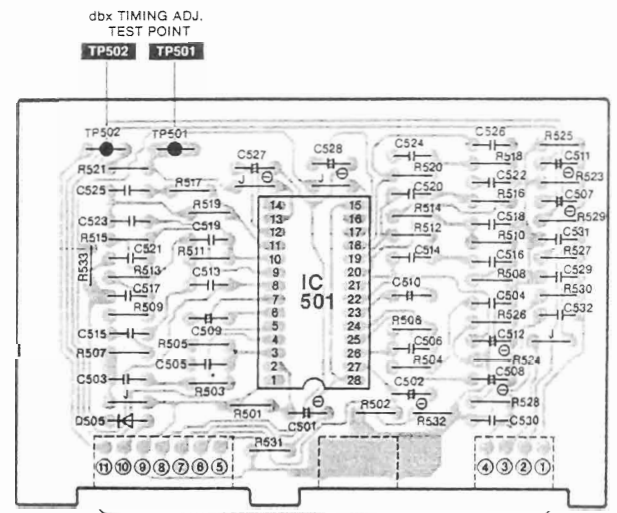 dbx TIMING ADJ.
TEST POINT
TP502 TP501
TP502 TP501
R521
C525
R517
C523
R519
C519
R515
C521
R511
R533
R513
C517
C513
R509
C515
C509
R507
R505
C505
C503
R503
J
D505
R501
C501
R531
C527
J
C528
J
14 15
13 16
12 17
11 18
10 19
9 20
8 21
7 22
6 23
5 24
4 25
3 26
2 27
1 28
IC
501
C524
R520
C520
R514
R512
C514
C510
R506
C506
R504
C502
R502
R532
C526
R518
C522
R516
C518
R510
C516
R508
C504
R526
C512
R524
C508
R528
C530
R525
C511
R523
C507
R529
C531
R527
C529
R530
C532
J
⑪ ⑩ ⑨ ⑧ ⑦ ⑥ ⑤
④ ③ ② ①